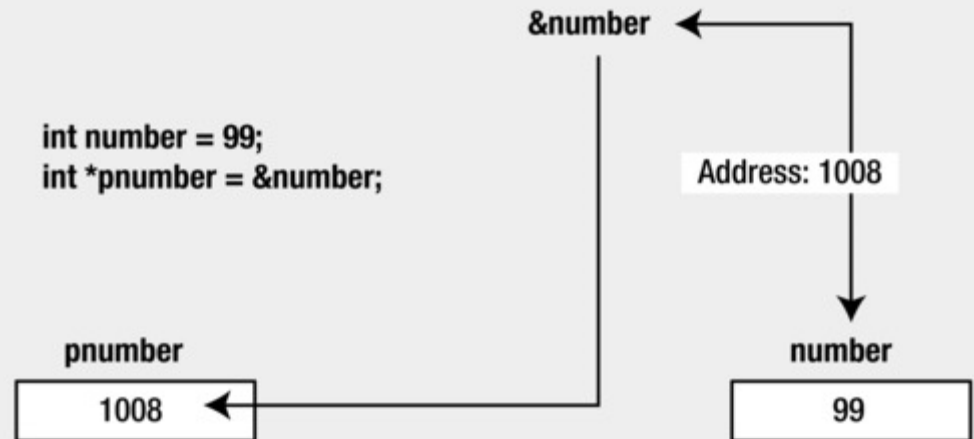 &number
int number = 99;
int *pnumber = &number;
Address: 1008
pnumber
number
1008
99